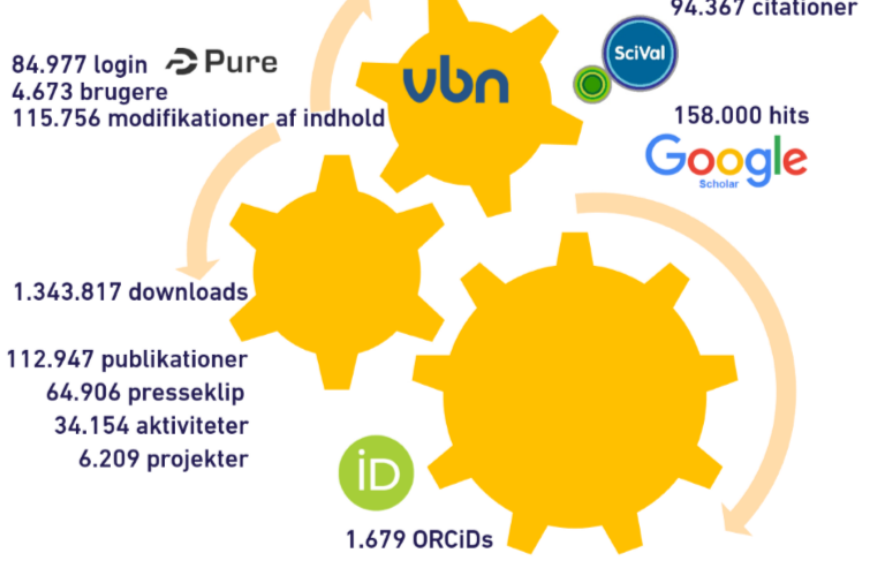 94.367 citationer
SciVal
84.977 login
Pure
4.673 brugere
115.756 modifikationer af indhold
vbn
158.000 hits
Google
Scholar
1.343.817 downloads
112.947 publikationer
64.906 presseklip
34.154 aktiviteter
6.209 projekter
iD
1.679 ORCiDs